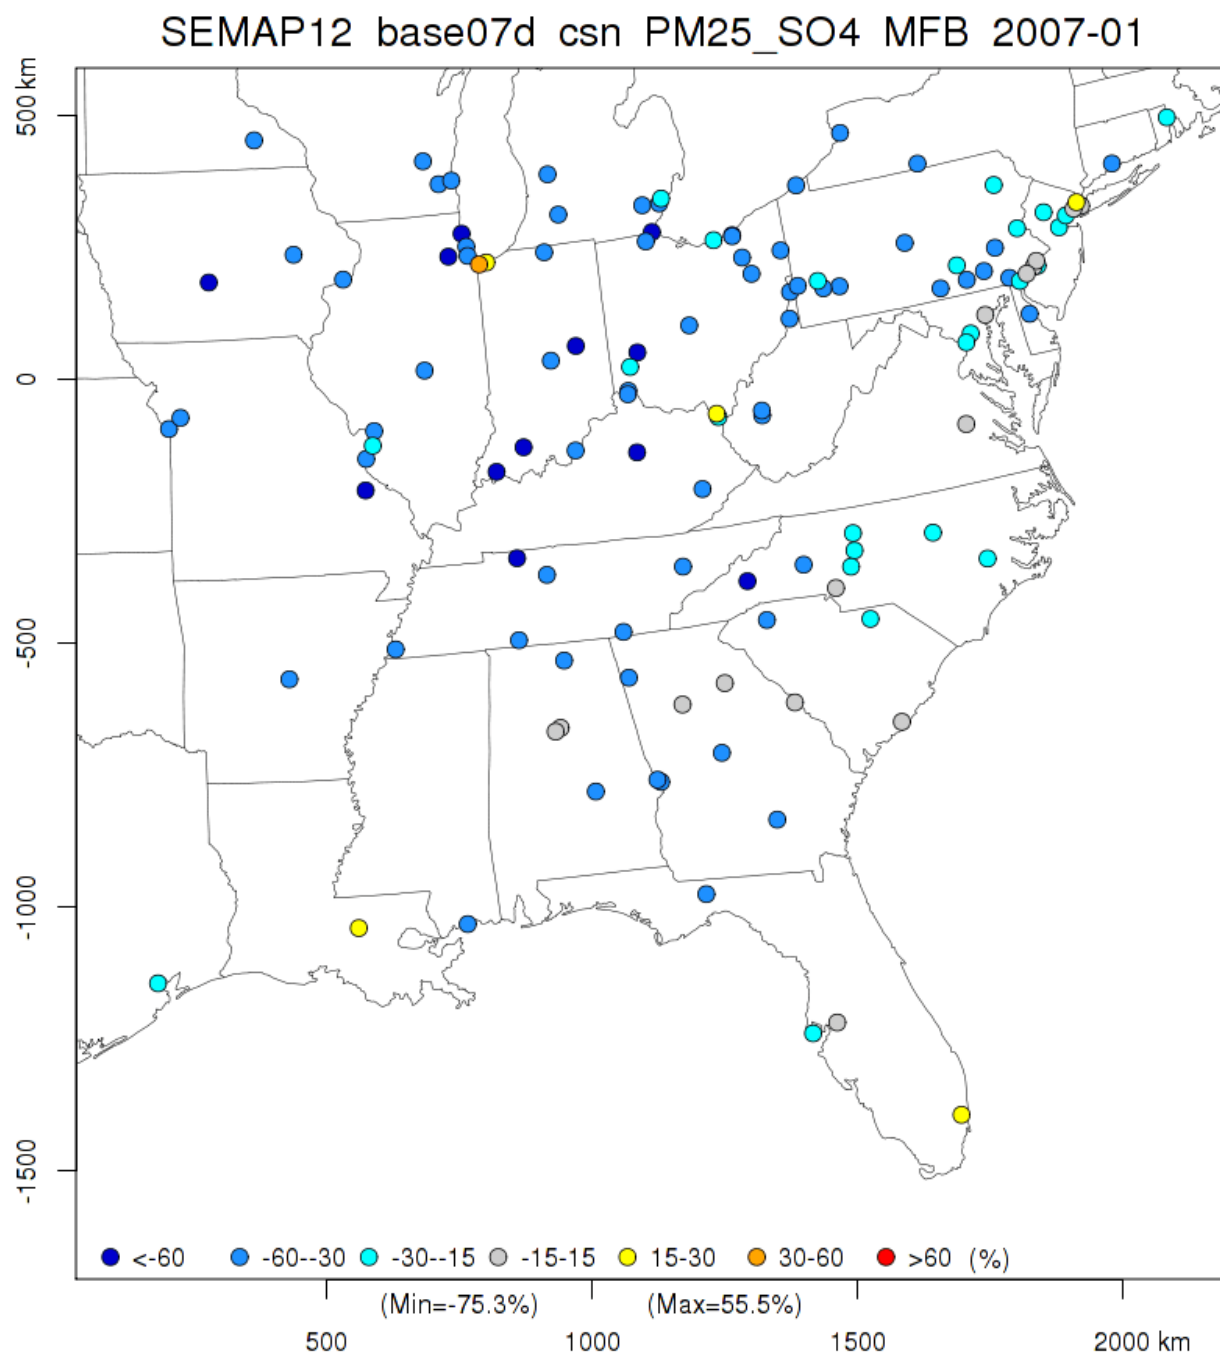 SEMAP12 base07d csn PM25_SO4 MFB 2007-01
500 km
0
-500
-1000
-1500
<-60 -60--30 -30--15 -15-15 15-30 30-60 >60 (%)
(Min=-75.3%) (Max=55.5%)
500 1000 1500 2000 km